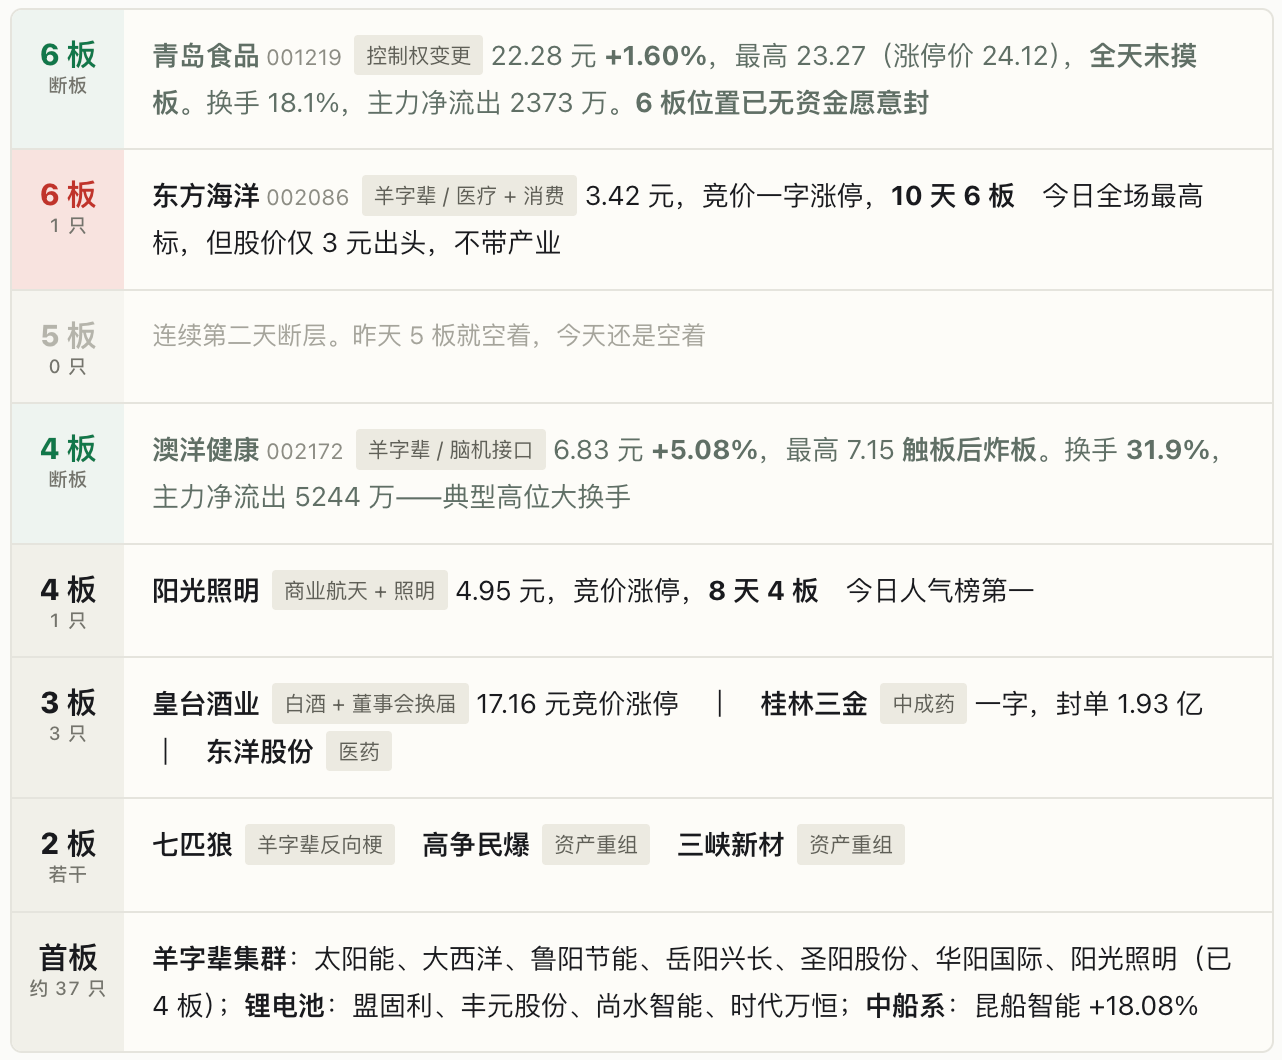 6 板
断板
青岛食品 001219 控制权变更 22.28 元 +1.60%，最高 23.27（涨停价 24.12），全天未摸
板。换手 18.1%，主力净流出 2373 万。6 板位置已无资金愿意封
6 板
1 只
东方海洋 002086 羊字辈 / 医疗 + 消费 3.42 元，竞价一字涨停，10 天 6 板 今日全场最高
标，但股价仅 3 元出头，不带产业
5 板
0 只
连续第二天断层。昨天 5 板就空着，今天还是空着
4 板
断板
澳洋健康 002172 羊字辈 / 脑机接口 6.83 元 +5.08%，最高 7.15 触板后炸板。换手 31.9%，
主力净流出 5244 万——典型高位大换手
4 板
1 只
阳光照明 商业航天 + 照明 4.95 元，竞价涨停，8 天 4 板 今日人气榜第一
3 板
3 只
皇台酒业 白酒 + 董事会换届 17.16 元竞价涨停 ｜ 桂林三金 中成药 一字，封单 1.93 亿
｜ 东洋股份 医药
2 板
若干
七匹狼 羊字辈反向梗 高争民爆 资产重组 三峡新材 资产重组
首板
约 37 只
羊字辈集群：太阳能、大西洋、鲁阳节能、岳阳兴长、圣阳股份、华阳国际、阳光照明（已
4 板）；锂电池：盟固利、丰元股份、尚水智能、时代万恒；中船系：昆船智能 +18.08%